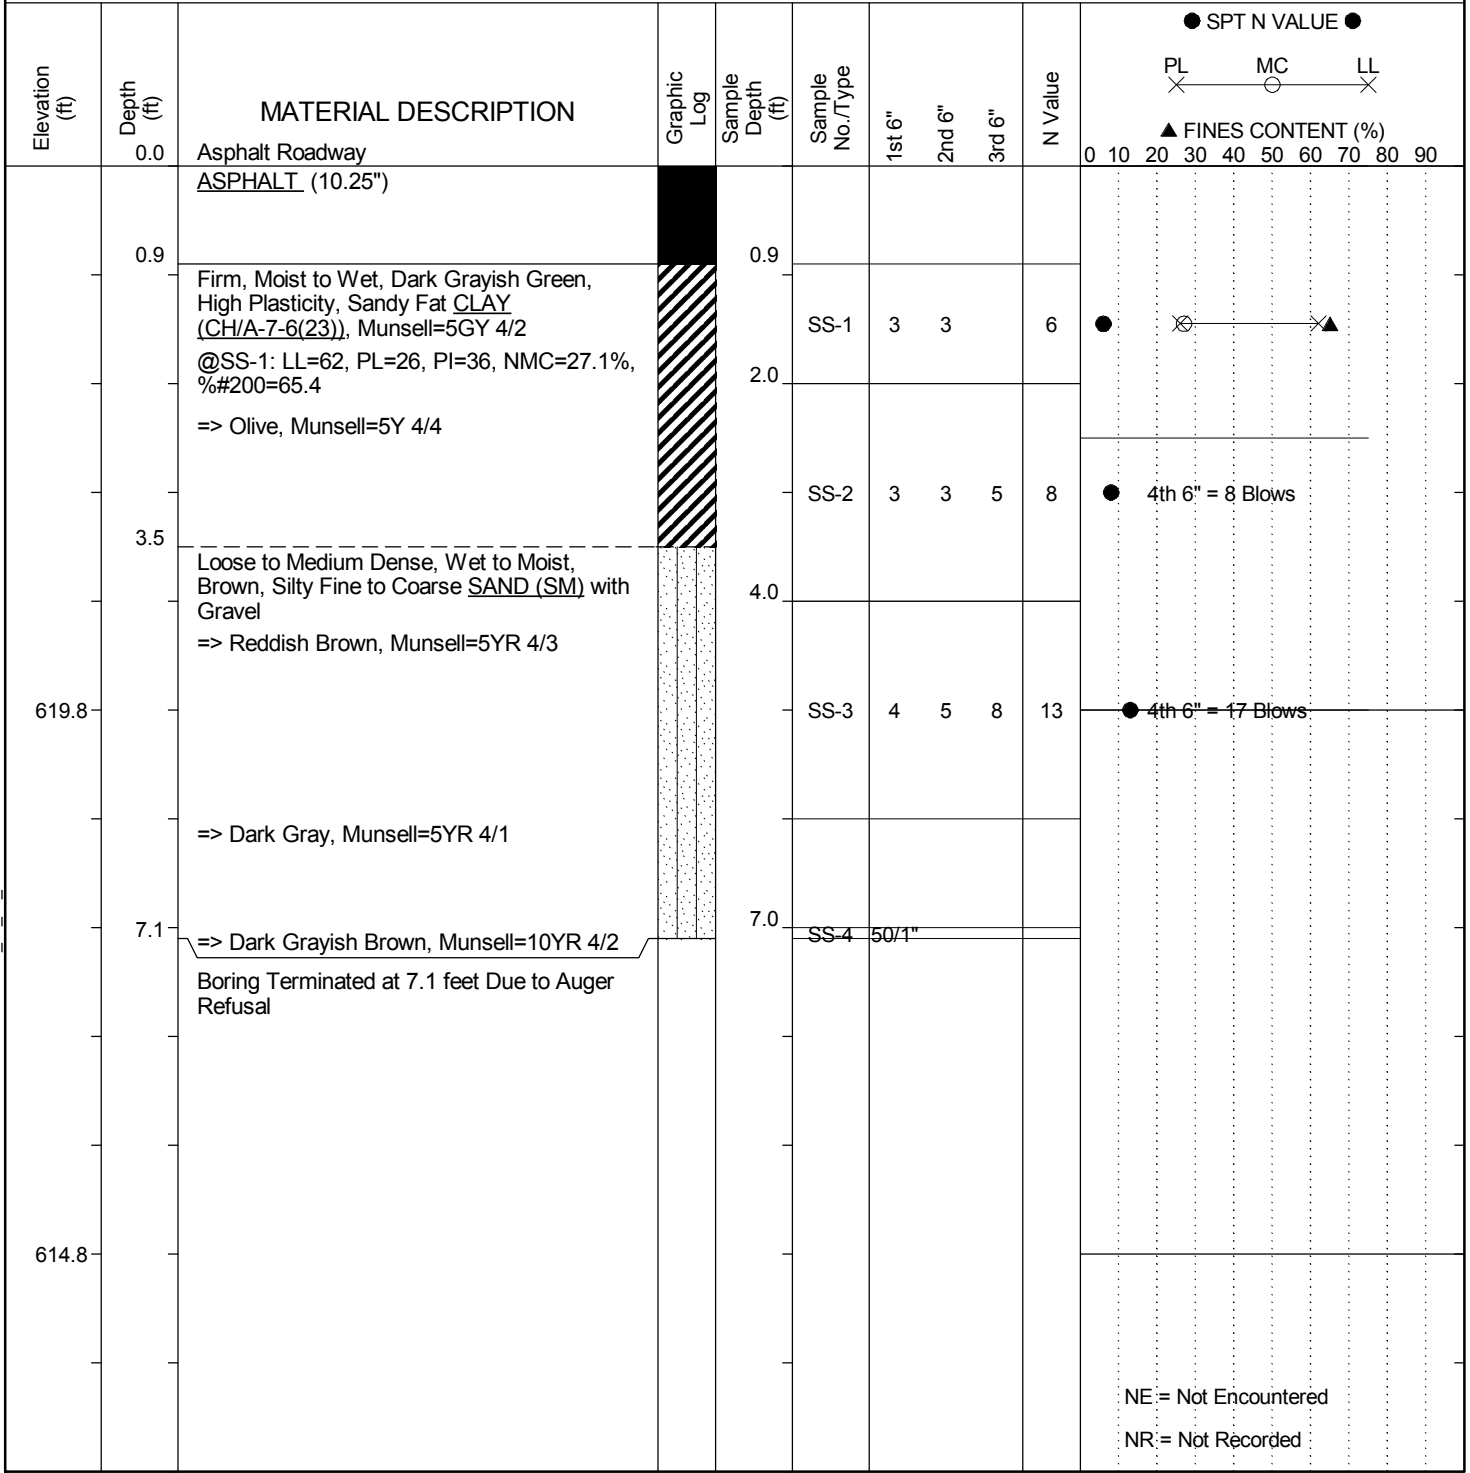 Elevation (ft)
Depth (ft)
MATERIAL DESCRIPTION
Graphic Log
Sample Depth (ft)
Sample No./Type
1st 6"
2nd 6"
3rd 6"
N Value
● SPT N VALUE ●
PL MC LL
▲ FINES CONTENT (%)
0 10 20 30 40 50 60 70 80 90
0.0 Asphalt Roadway
ASPHALT (10.25")
0.9 0.9
Firm, Moist to Wet, Dark Grayish Green,
High Plasticity, Sandy Fat CLAY
(CH/A-7-6(23)), Munsell=5GY 4/2
SS-1 3 3 6
@SS-1: LL=62, PL=26, PI=36, NMC=27.1%,
%#200=65.4
2.0
=> Olive, Munsell=5Y 4/4
SS-2 3 3 5 8 4th 6" = 8 Blows
3.5
Loose to Medium Dense, Wet to Moist,
Brown, Silty Fine to Coarse SAND (SM) with
Gravel
4.0
=> Reddish Brown, Munsell=5YR 4/3
619.8 SS-3 4 5 8 13 4th 6" = 17 Blows
=> Dark Gray, Munsell=5YR 4/1
7.1 7.0
=> Dark Grayish Brown, Munsell=10YR 4/2
SS-4 50/1"
Boring Terminated at 7.1 feet Due to Auger
Refusal
614.8
NE = Not Encountered
NR = Not Recorded